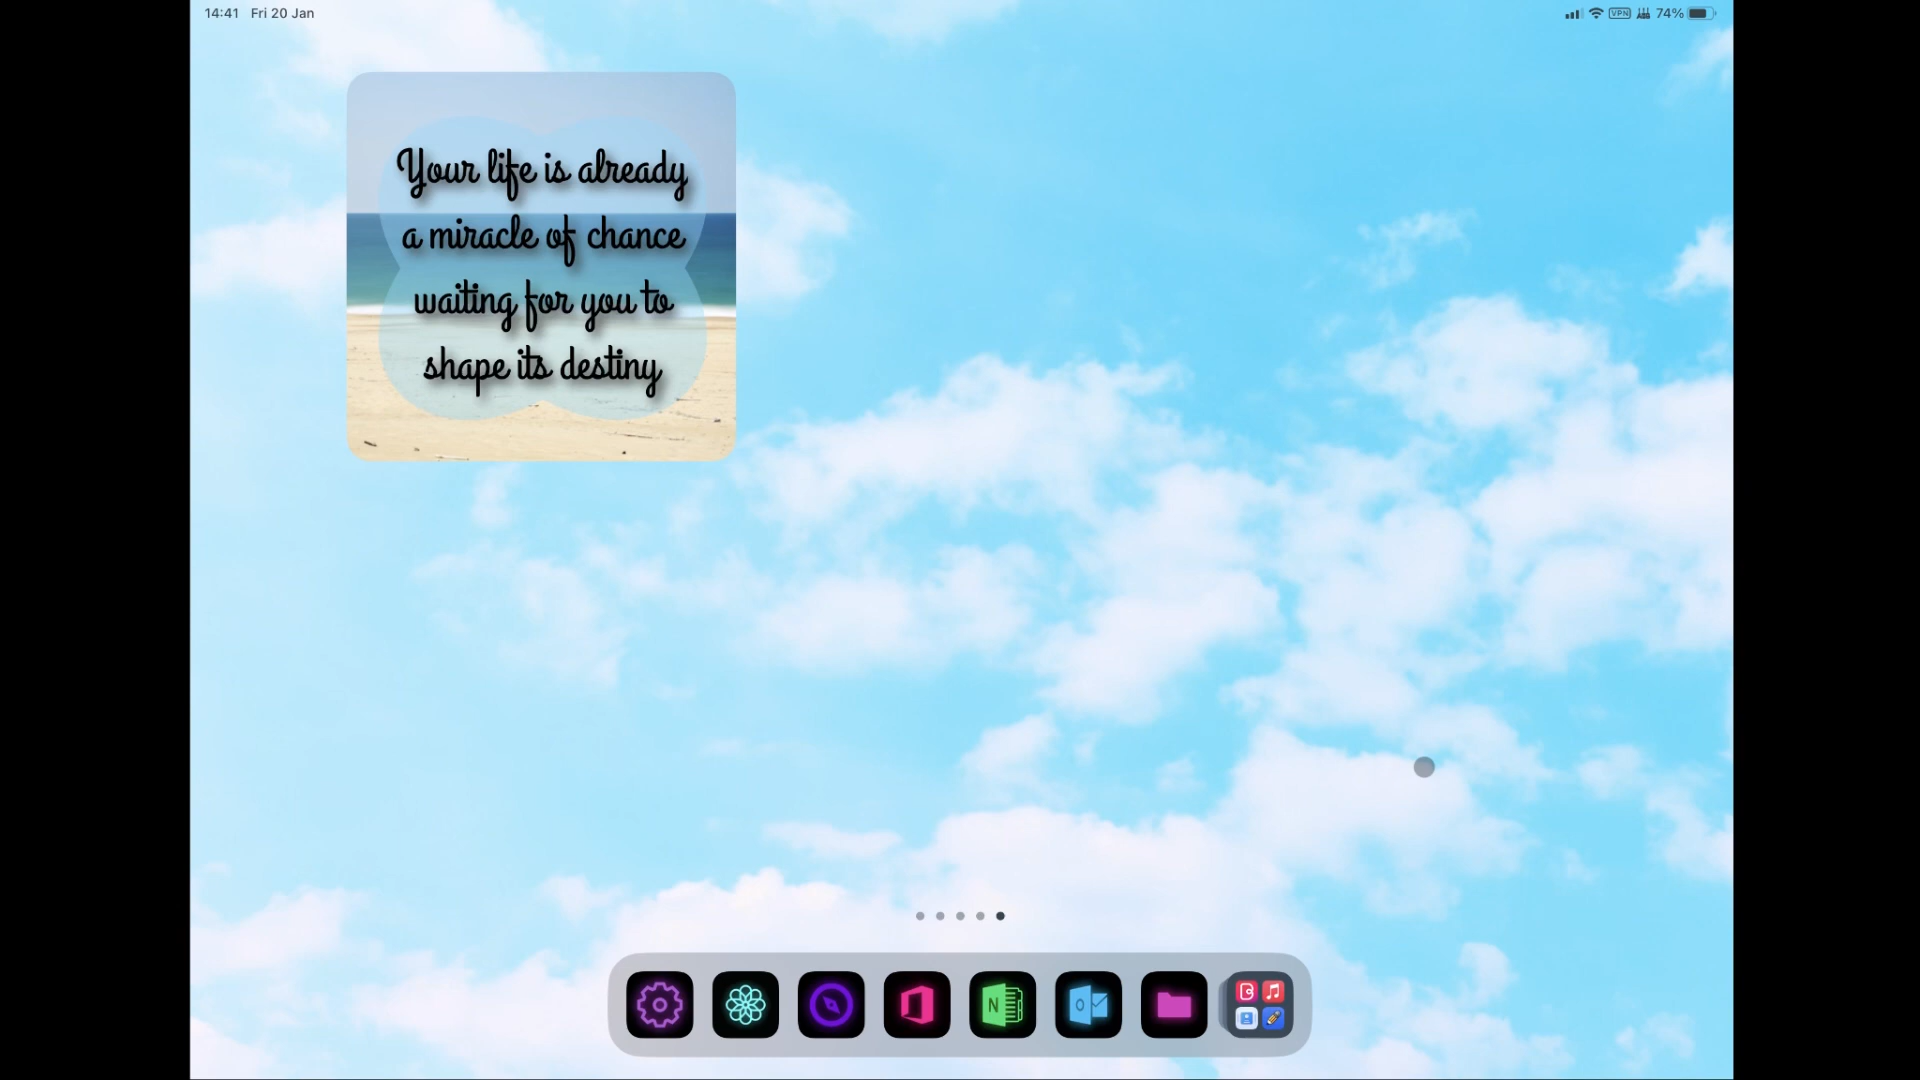 14:41 Fri 20 Jan
VPN 74%
Your life is already
a miracle of chance
waiting for you to
shape its destiny
N
O